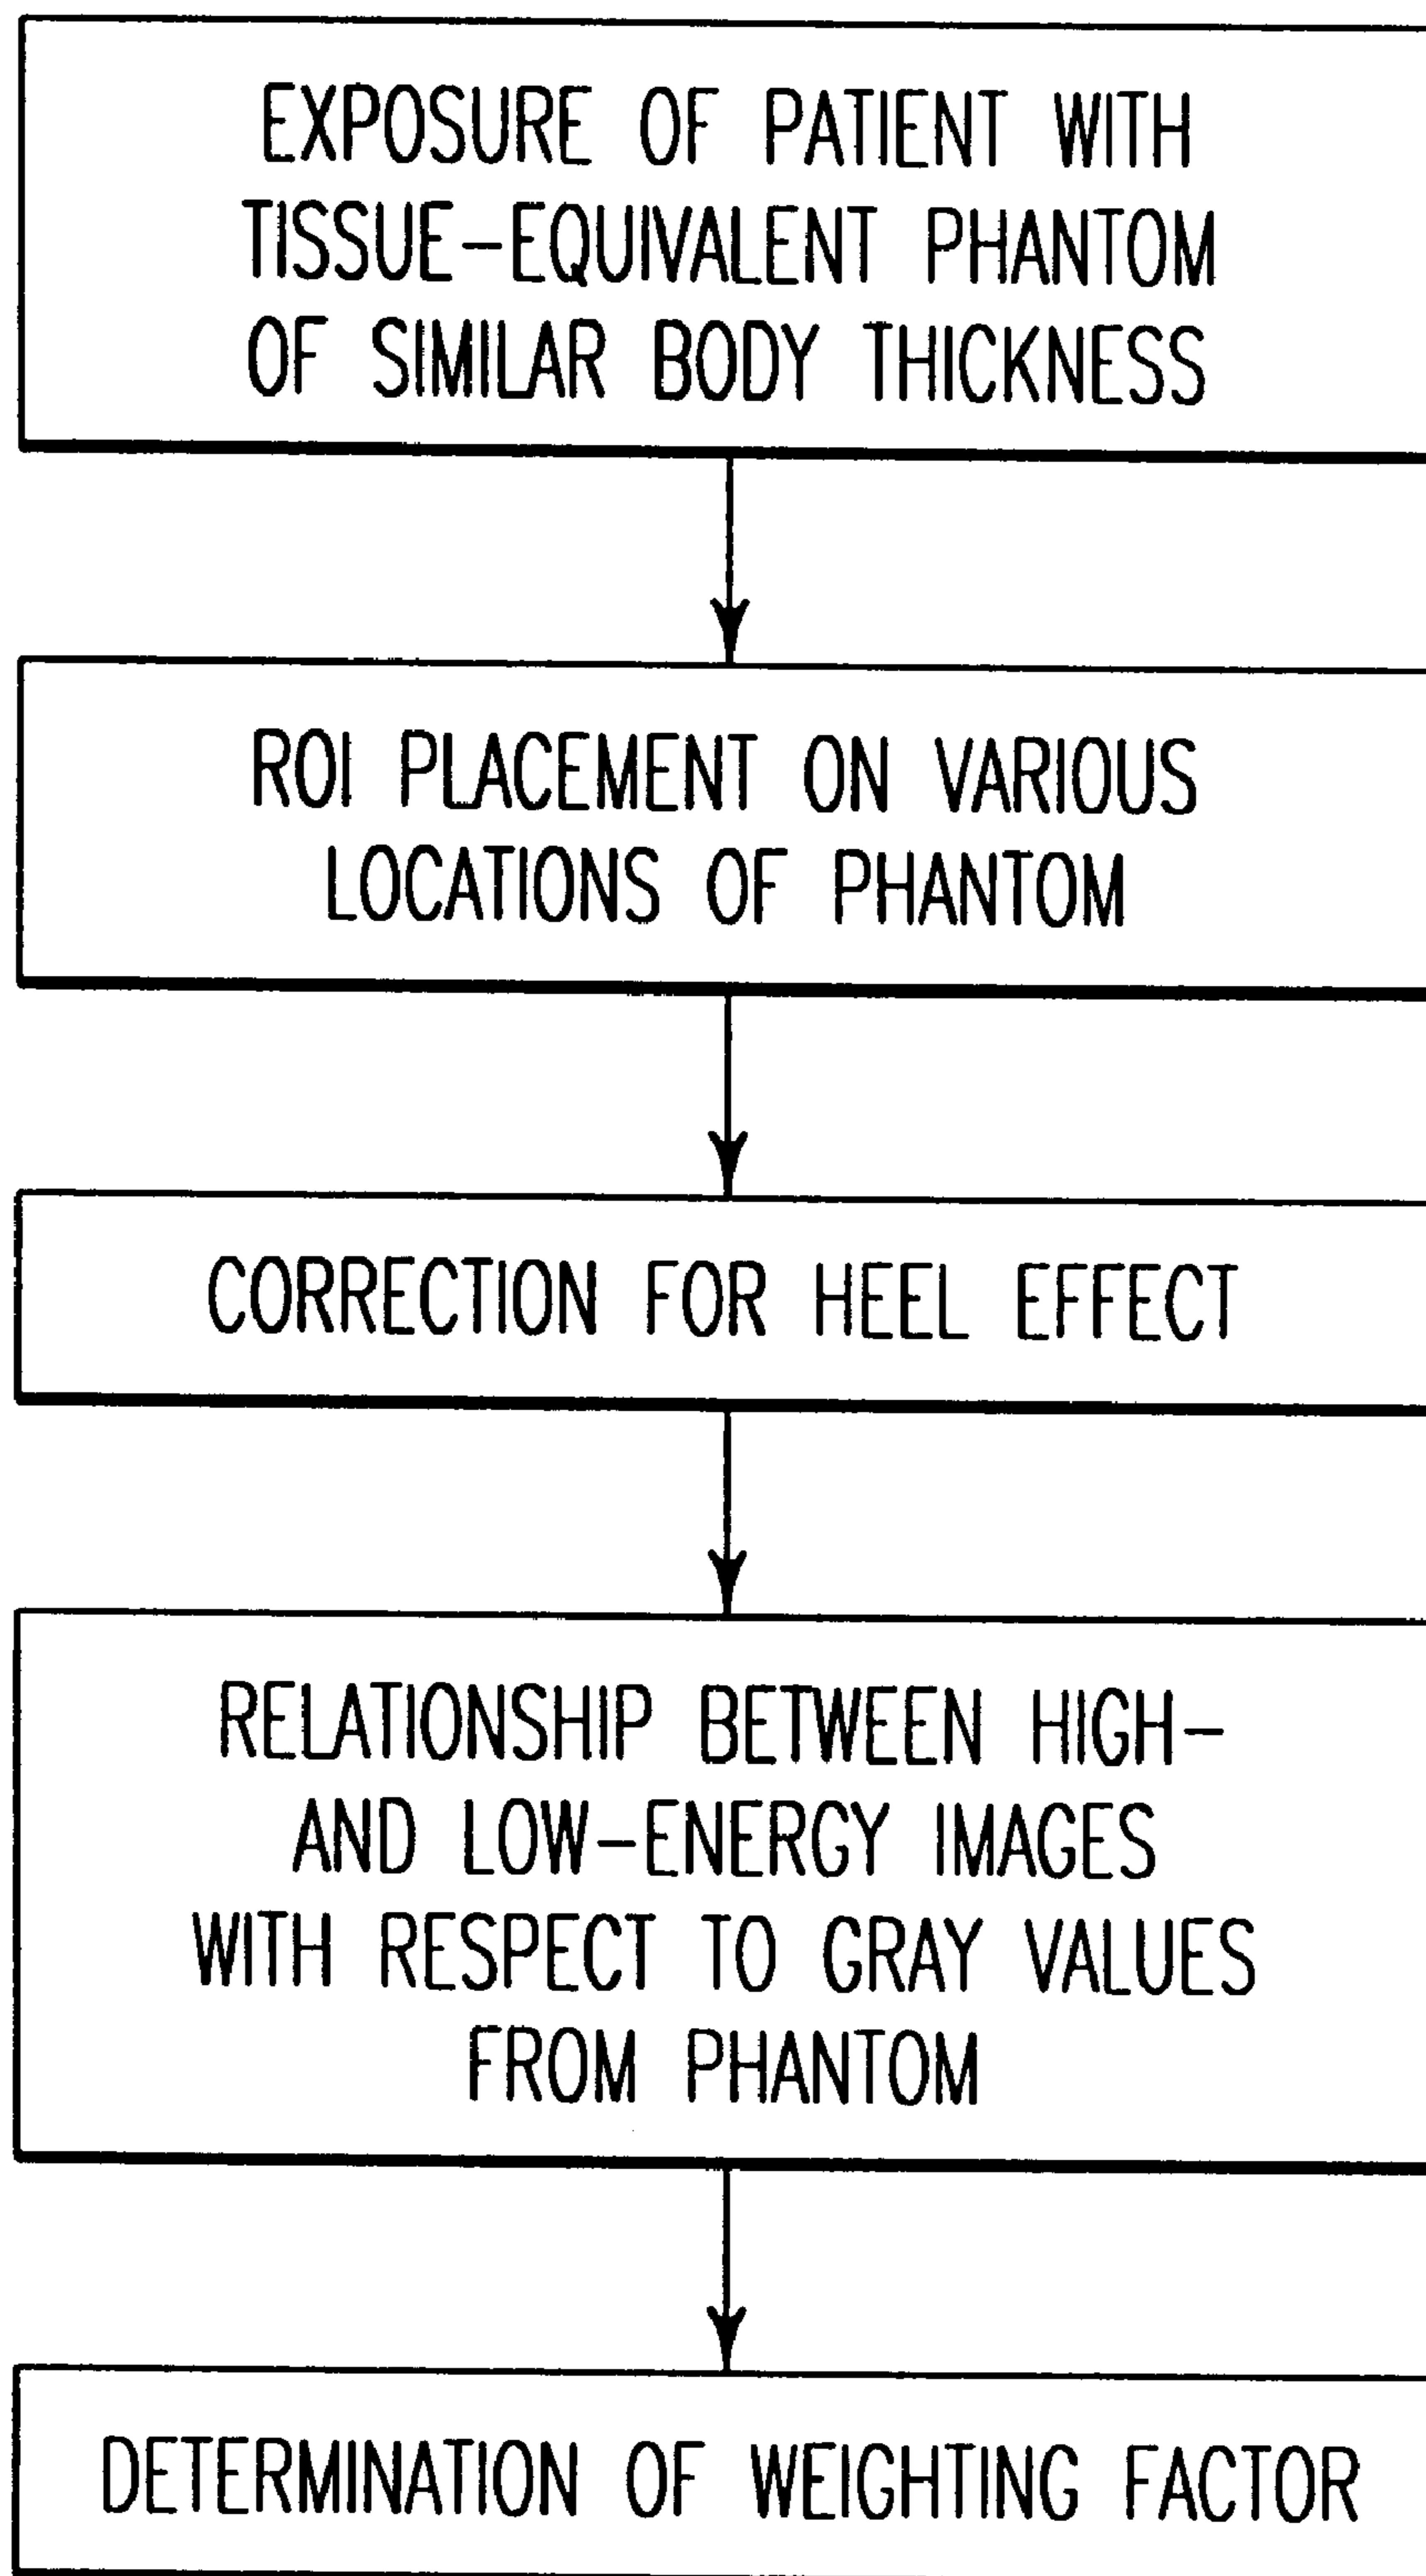 EXPOSURE OF PATIENT WITH
TISSUE-EQUIVALENT PHANTOM
OF SIMILAR BODY THICKNESS
ROI PLACEMENT ON VARIOUS
LOCATIONS OF PHANTOM
CORRECTION FOR HEEL EFFECT
RELATIONSHIP BETWEEN HIGH-
AND LOW-ENERGY IMAGES
WITH RESPECT TO GRAY VALUES
FROM PHANTOM
DETERMINATION OF WEIGHTING FACTOR